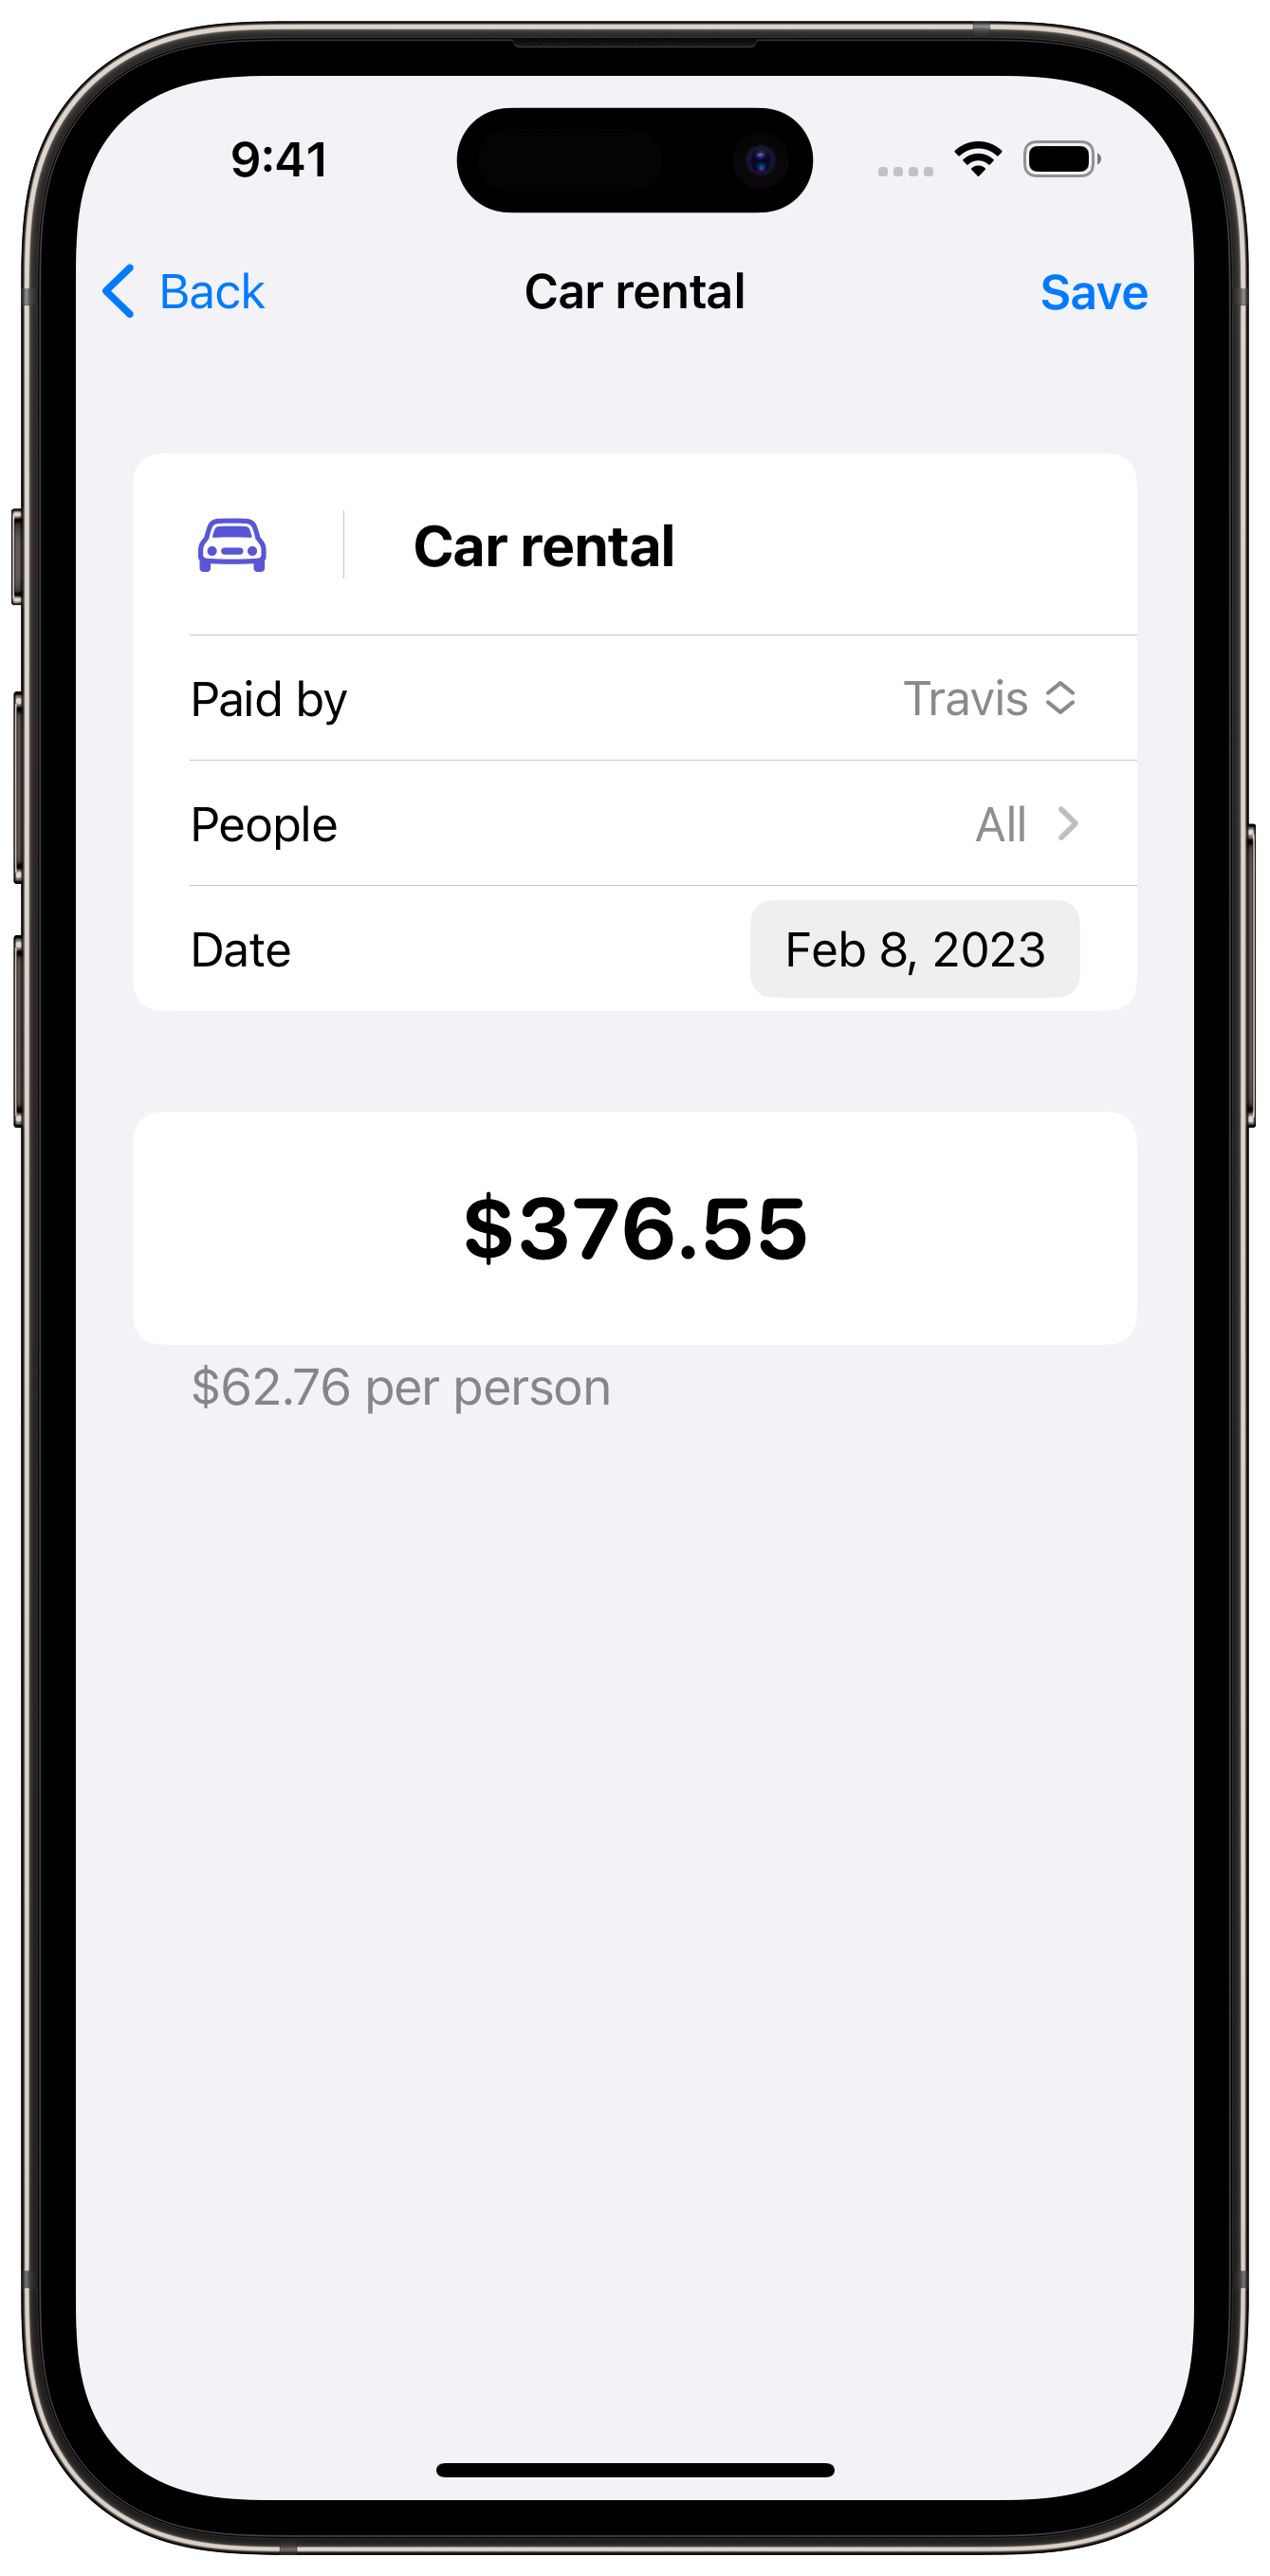 9:41
Back Car rental Save
Car rental
Paid by Travis
People All
Date Feb 8, 2023
$376.55
$62.76 per person